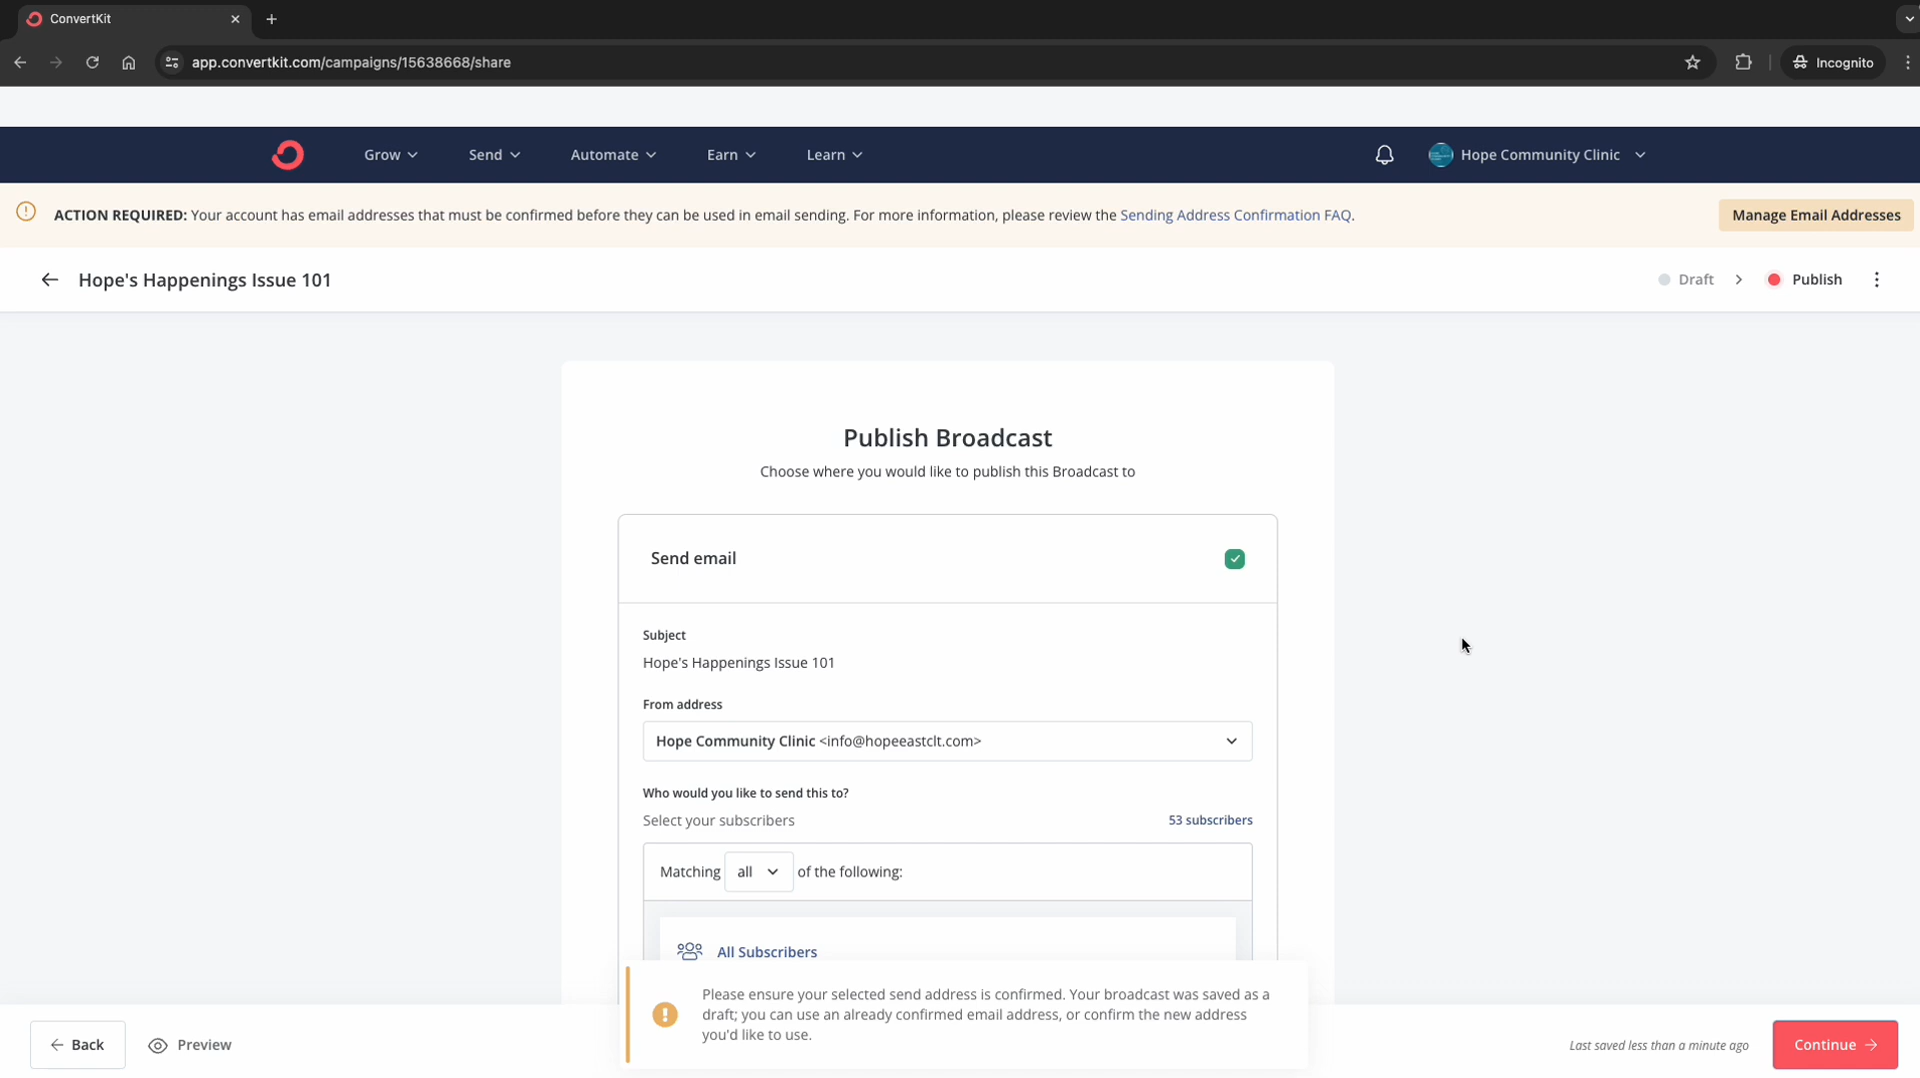 ConvertKit
app.convertkit.com/campaigns/15638668/share
Incognito
Grow
Send
Automate
Earn
Learn
Hope Community Clinic
ACTION REQUIRED: Your account has email addresses that must be confirmed before they can be used in email sending. For more information, please review the Sending Address Confirmation FAQ.
Manage Email Addresses
Hope's Happenings Issue 101
Draft
Publish
Publish Broadcast
Choose where you would like to publish this Broadcast to
Send email
Subject
Hope's Happenings Issue 101
From address
Hope Community Clinic <info@hopeeastclt.com>
Who would you like to send this to?
Select your subscribers
53 subscribers
Matching all of the following:
All Subscribers
Please ensure your selected send address is confirmed. Your broadcast was saved as a
draft; you can use an already confirmed email address, or confirm the new address
you'd like to use.
Back
Preview
Last saved less than a minute ago
Continue